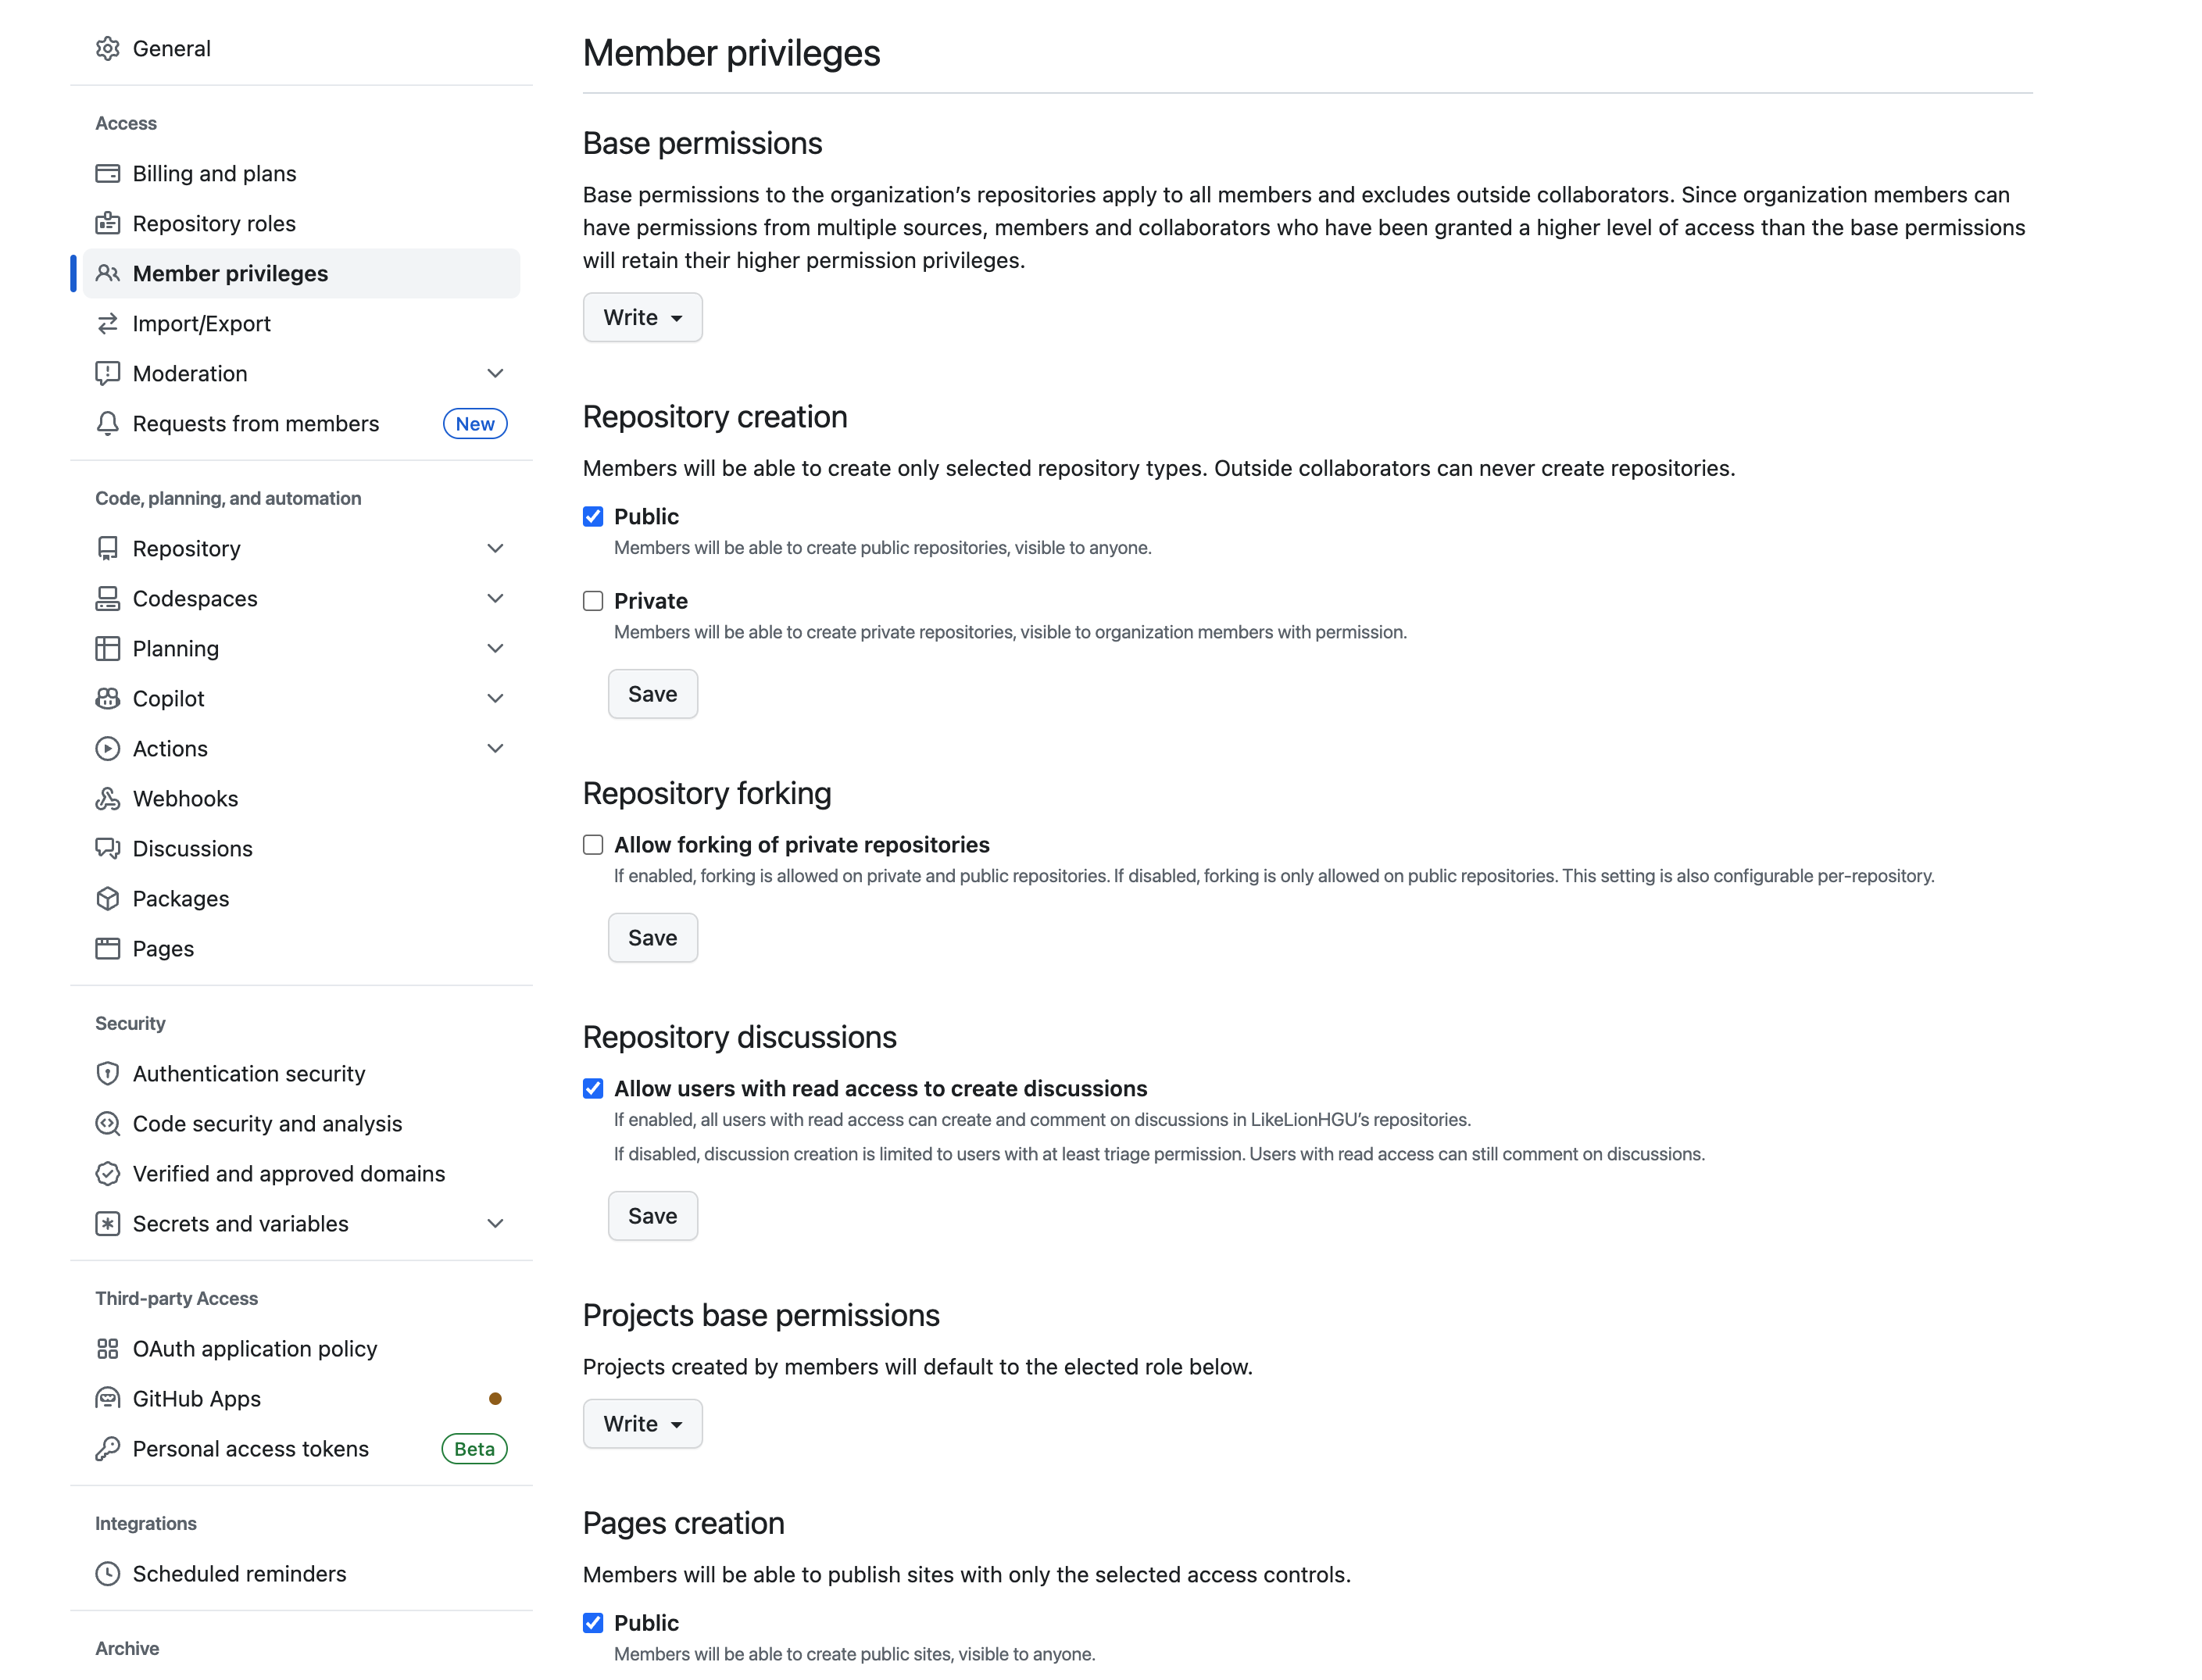 General
Access
Billing and plans
Repository roles
Member privileges
Import/Export
Moderation
Requests from members New
Code, planning, and automation
Repository
Codespaces
Planning
Copilot
Actions
Webhooks
Discussions
Packages
Pages
Security
Authentication security
Code security and analysis
Verified and approved domains
Secrets and variables
Third-party Access
OAuth application policy
GitHub Apps
Personal access tokens Beta
Integrations
Scheduled reminders
Archive
Member privileges
Base permissions
Base permissions to the organization’s repositories apply to all members and excludes outside collaborators. Since organization members can
have permissions from multiple sources, members and collaborators who have been granted a higher level of access than the base permissions
will retain their higher permission privileges.
Write
Repository creation
Members will be able to create only selected repository types. Outside collaborators can never create repositories.
Public
Members will be able to create public repositories, visible to anyone.
Private
Members will be able to create private repositories, visible to organization members with permission.
Save
Repository forking
Allow forking of private repositories
If enabled, forking is allowed on private and public repositories. If disabled, forking is only allowed on public repositories. This setting is also configurable per-repository.
Save
Repository discussions
Allow users with read access to create discussions
If enabled, all users with read access can create and comment on discussions in LikeLionHGU’s repositories.
If disabled, discussion creation is limited to users with at least triage permission. Users with read access can still comment on discussions.
Save
Projects base permissions
Projects created by members will default to the elected role below.
Write
Pages creation
Members will be able to publish sites with only the selected access controls.
Public
Members will be able to create public sites, visible to anyone.